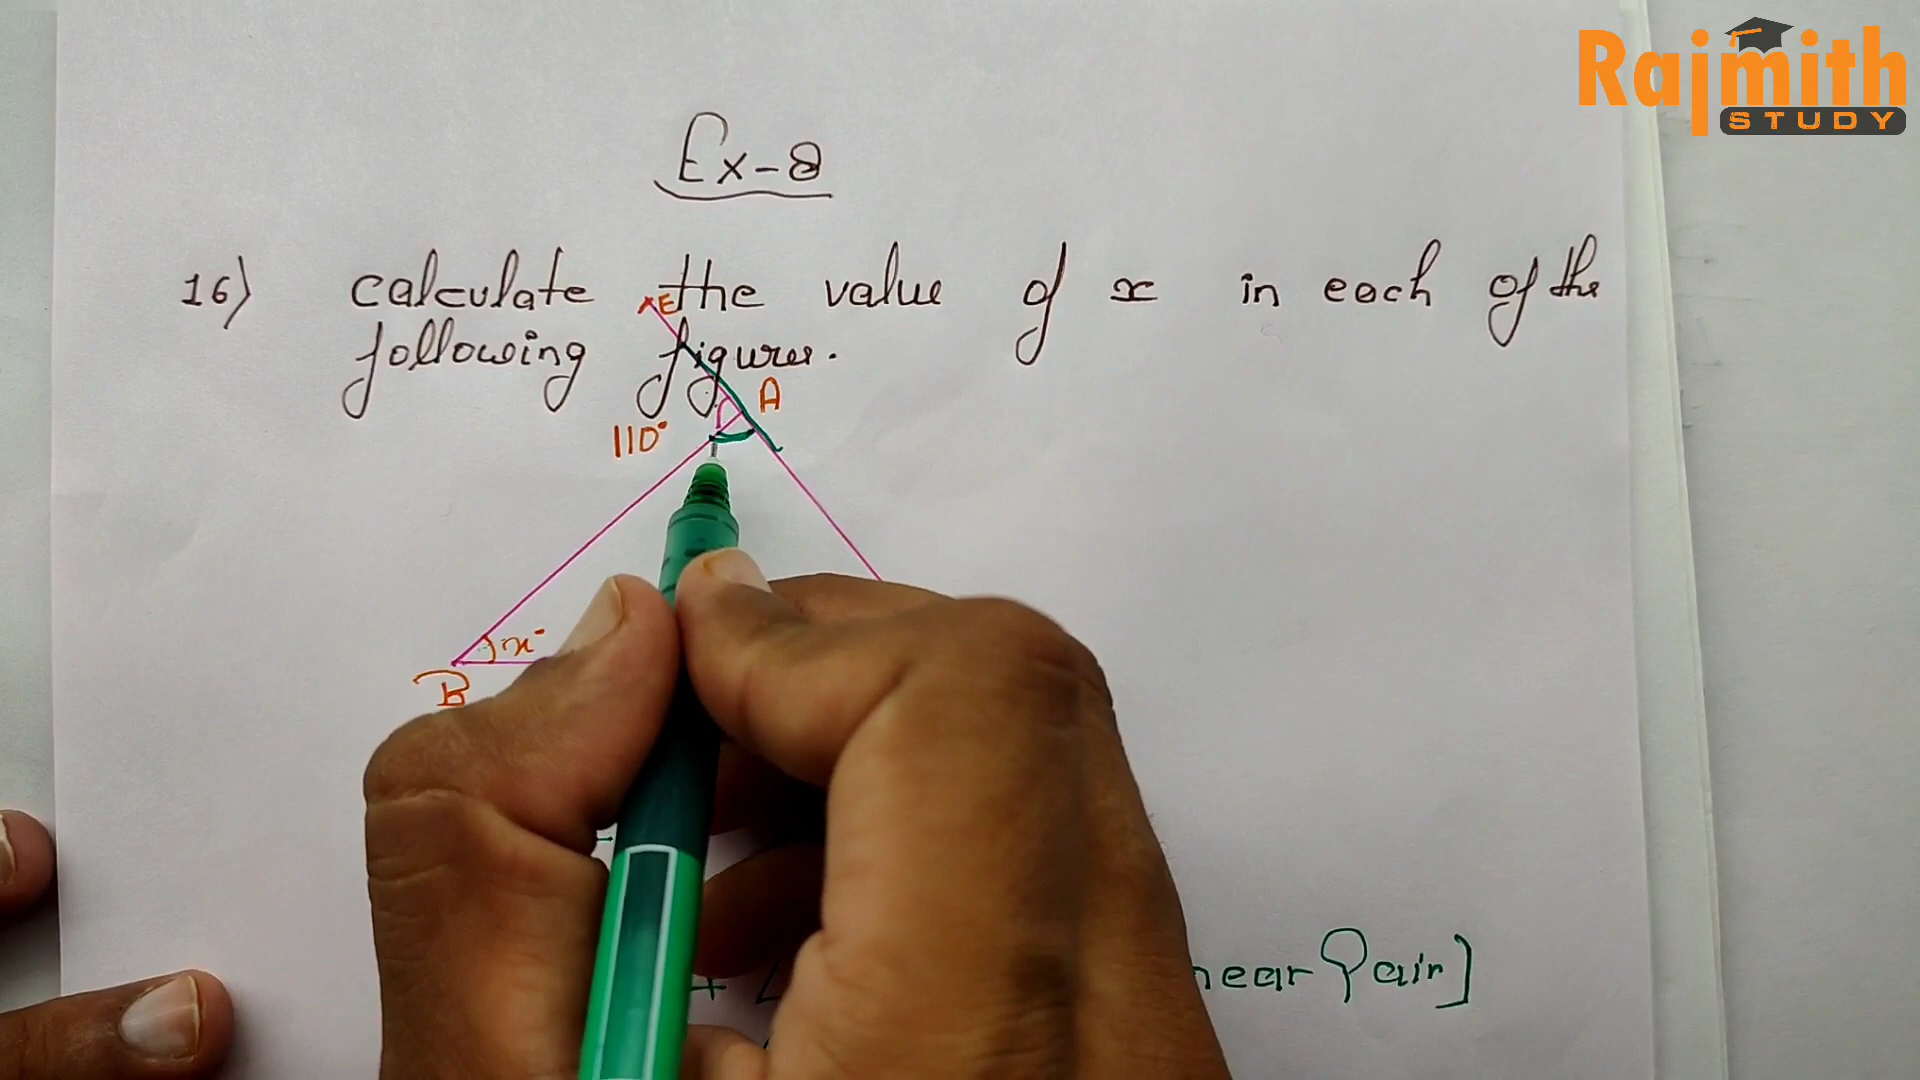 Rajmith
STUDY
Ex-8
16) calculate the value of x in each of the
following figures.
E
A
110°
x°
B
+ ∠
near Pair]